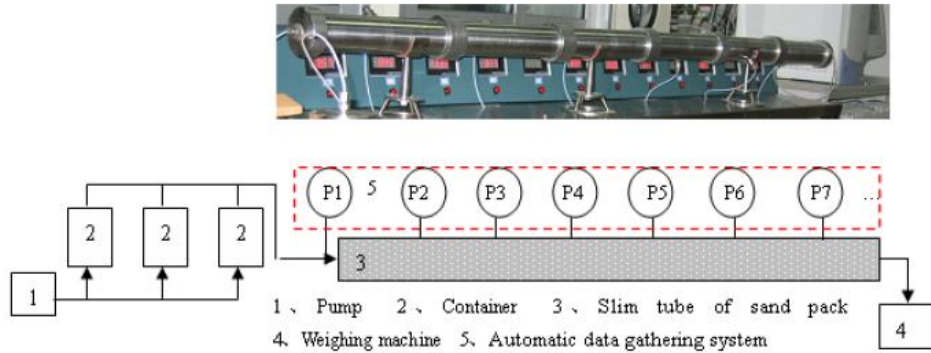 P1 5 P2 P3 P4 P5 P6 P7 ...
2 2 2
3
1
1、Pump 2、Container 3、Slim tube of sand pack
4
4、Weighing machine 5、Automatic data gathering system